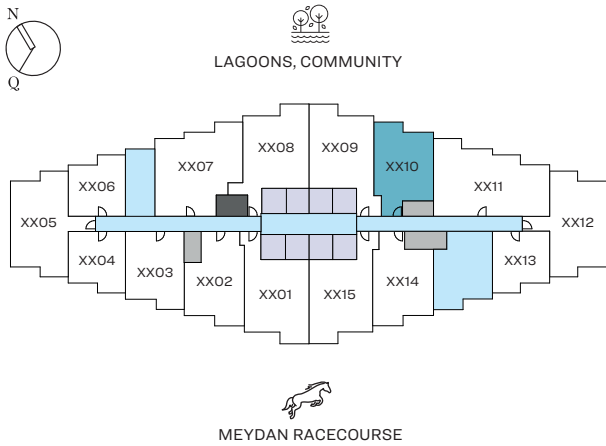 N
Q
LAGOONS, COMMUNITY
XX08
XX09
XX07
XX10
XX06
XX11
XX05
XX12
XX04
XX03
XX02
XX01
XX15
XX14
XX13
MEYDAN RACECOURSE